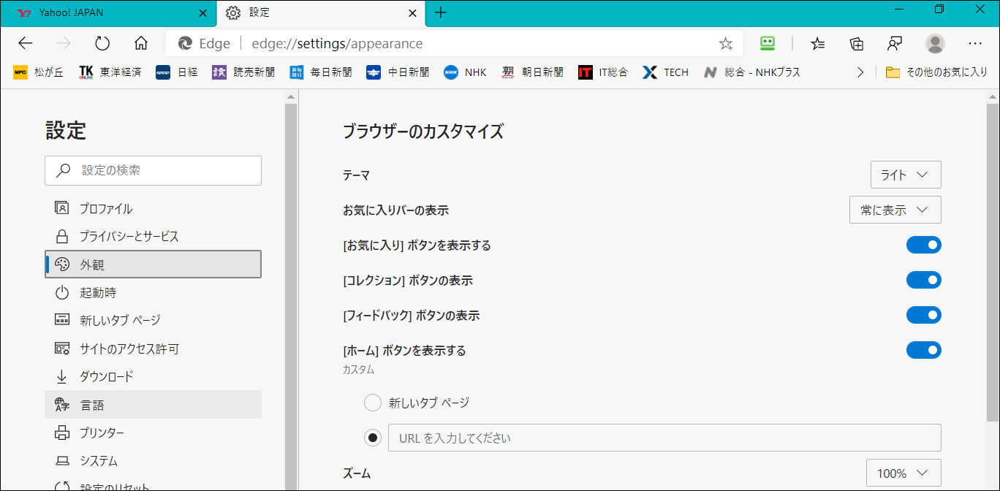 Yahoo! JAPAN
設定
Edge
edge://settings/appearance
MPC 松が丘 TK ONLINE 東洋経済 日経 読売新聞 毎日新聞 中日新聞 NHK NHK 朝 朝日新聞 IT IT総合 X TECH N 総合 - NHKプラス その他のお気に入り
設定
設定の検索
プロファイル
プライバシーとサービス
外観
起動時
新しいタブ ページ
サイトのアクセス許可
ダウンロード
言語
プリンター
システム
設定のリセット
ブラウザーのカスタマイズ
テーマ
ライト
お気に入りバーの表示
常に表示
[お気に入り] ボタンを表示する
[コレクション] ボタンの表示
[フィードバック] ボタンの表示
[ホーム] ボタンを表示する
カスタム
新しいタブ ページ
URL を入力してください
ズーム
100%